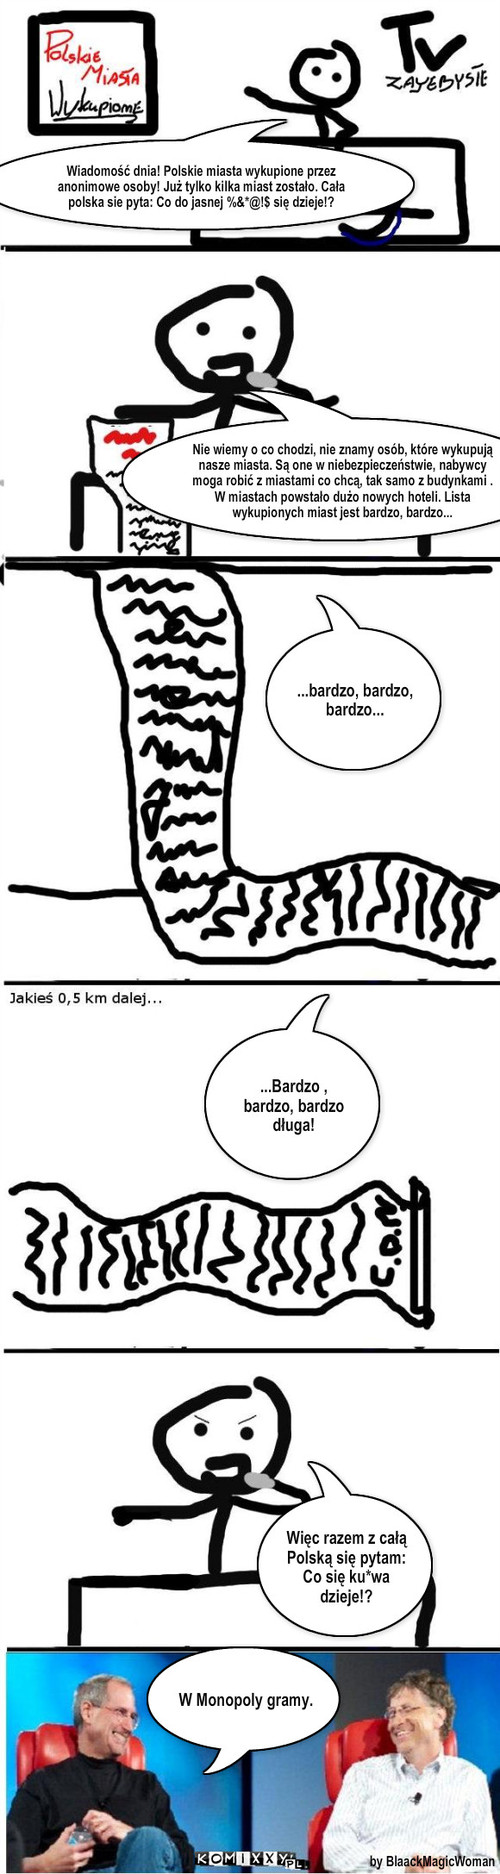 Polskie
Miasta
Wykupione
TV
ZAJEBYSTE
Wiadomość dnia! Polskie miasta wykupione przez
anonimowe osoby! Już tylko kilka miast zostało. Cała
polska sie pyta: Co do jasnej %&*@!$ się dzieje!?
Nie wiemy o co chodzi, nie znamy osób, które wykupują
nasze miasta. Są one w niebezpieczeństwie, nabywcy
moga robić z miastami co chcą, tak samo z budynkami .
W miastach powstało dużo nowych hoteli. Lista
wykupionych miast jest bardzo, bardzo...
...bardzo, bardzo,
bardzo...
Jakieś 0,5 km dalej...
...Bardzo ,
bardzo, bardzo
długa!
Więc razem z całą
Polską się pytam:
Co się ku*wa
dzieje!?
W Monopoly gramy.
KOMIXXY.PL
by BlaackMagicWoman